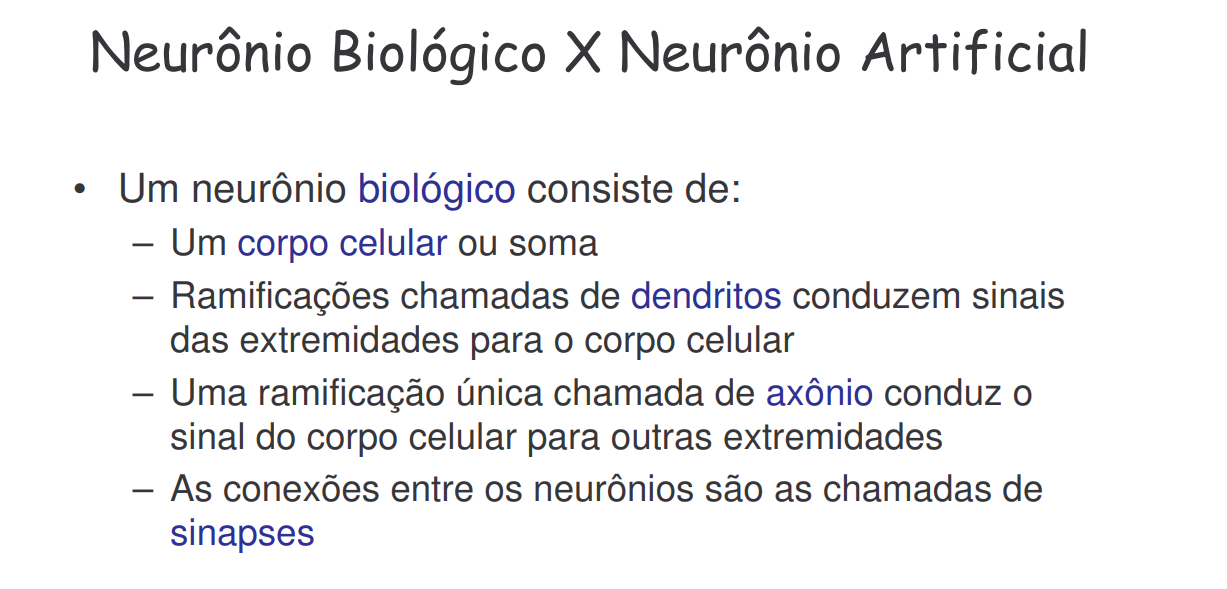 Neurônio Biológico X Neurônio Artificial
• Um neurônio biológico consiste de:
– Um corpo celular ou soma
– Ramificações chamadas de dendritos conduzem sinais
das extremidades para o corpo celular
– Uma ramificação única chamada de axônio conduz o
sinal do corpo celular para outras extremidades
– As conexões entre os neurônios são as chamadas de
sinapses